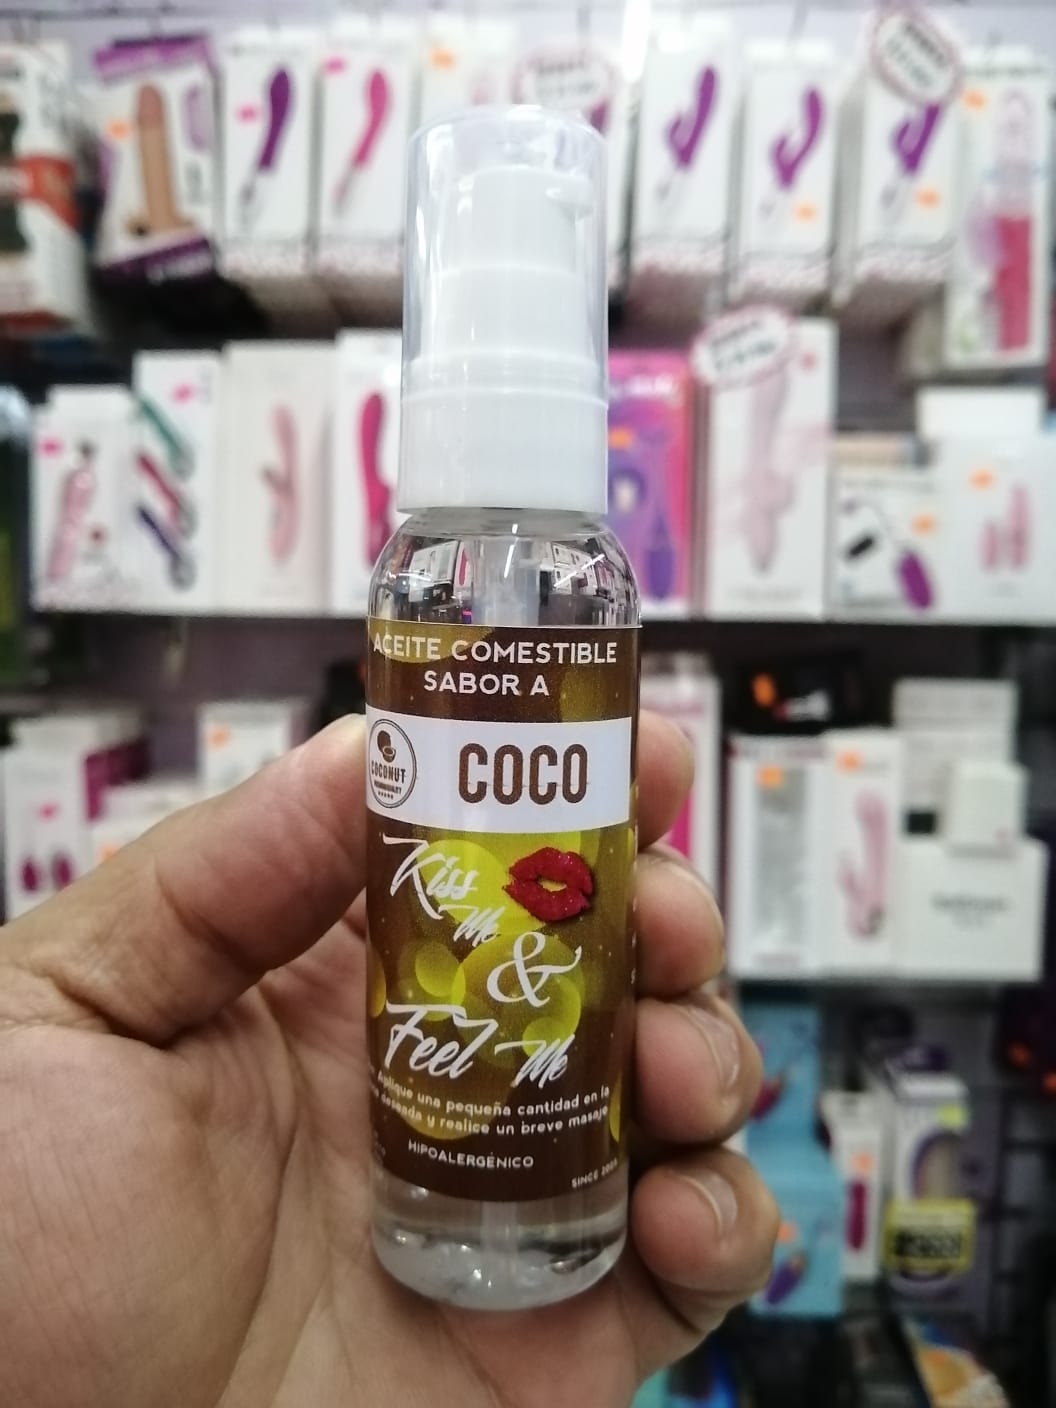 ACEITE COMESTIBLE
SABOR A
COCO
COCONUT
Kiss
Me
&
Feel Me
Aplique una pequeña cantidad en la
deseada y realice un breve masaje
HIPOALERGÉNICO
SINCE